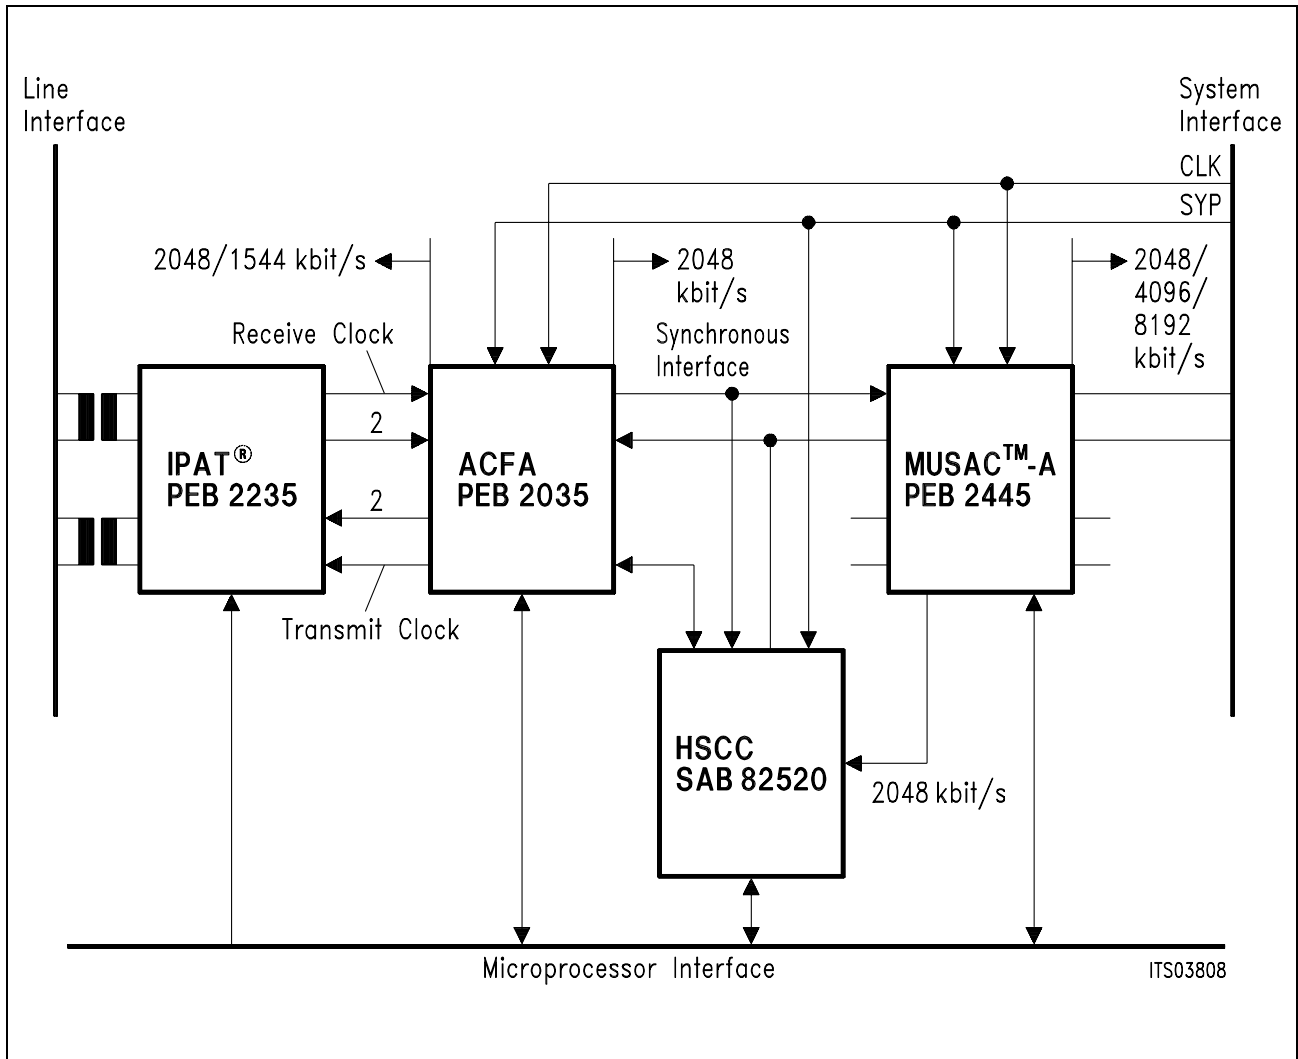 Line
Interface
System
Interface
CLK
SYP
2048/1544 kbit/s
2048
kbit/s
2048/
4096/
8192
kbit/s
Receive Clock
Synchronous
Interface
2
IPAT®
PEB 2235
ACFA
PEB 2035
MUSAC™-A
PEB 2445
2
Transmit Clock
HSCC
SAB 82520
2048 kbit/s
Microprocessor Interface
ITS03808